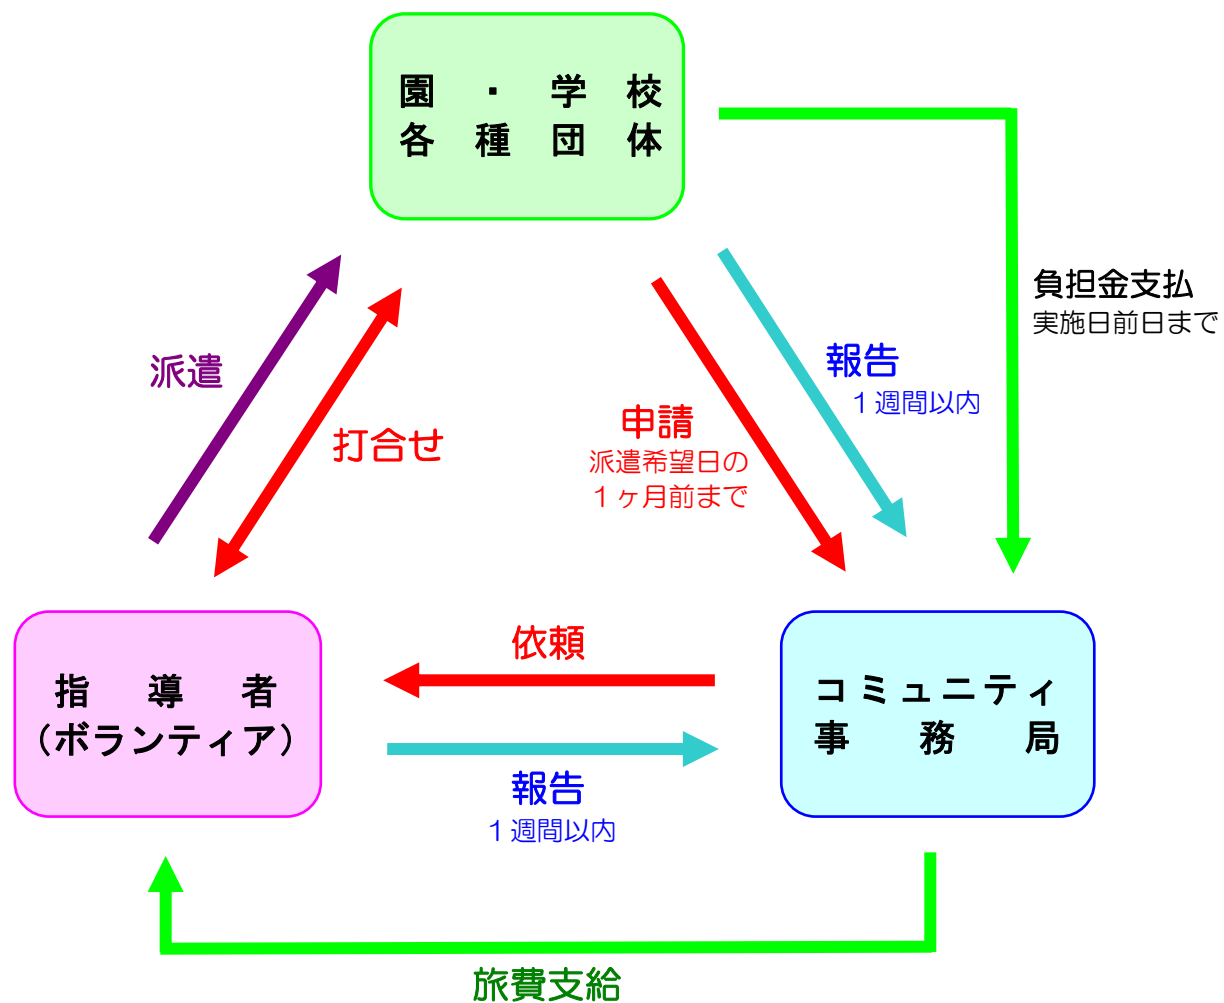 園・学校
各種団体
負担金支払
実施日前日まで
報告
１週間以内
派遣
申請
派遣希望日の
１ヶ月前まで
打合せ
依頼
指導者
（ボランティア）
コミュニティ
事務局
報告
１週間以内
旅費支給